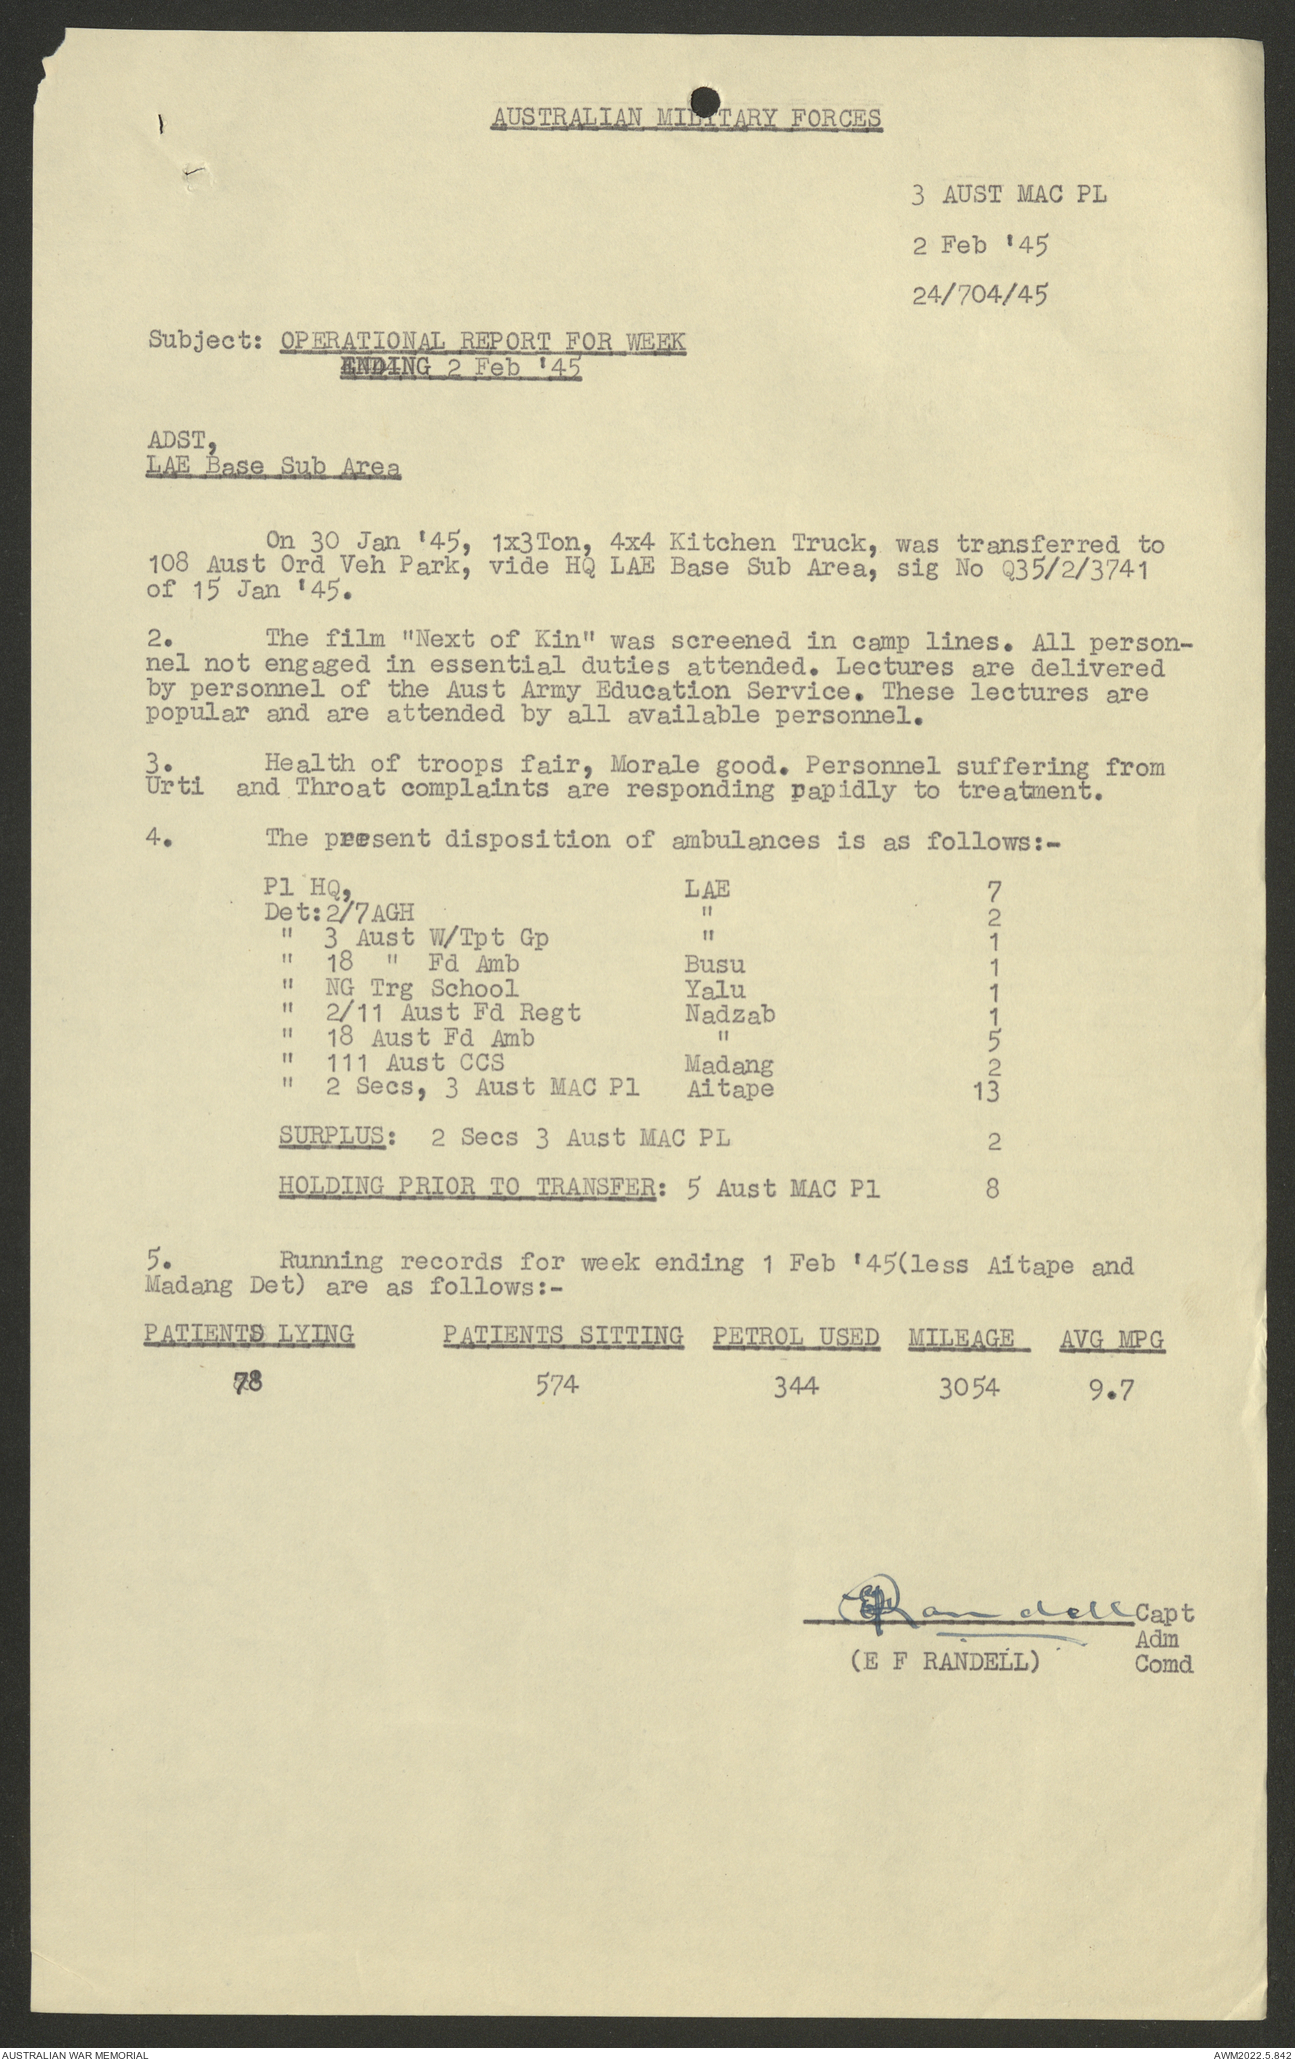 AUSTRALIAN MILITARY FORCES
3 AUST MAC PL
2 Feb '45
24/704/45
Subject: OPERATIONAL REPORT FOR WEEK
ENDING 2 Feb '45
ADST,
LAE Base Sub Area
On 30 Jan '45, 1x3Ton, 4x4 Kitchen Truck, was transferred to
108 Aust Ord Veh Park, vide HQ LAE Base Sub Area, sig No Q35/2/3741
of 15 Jan '45.
2. The film "Next of Kin" was screened in camp lines. All person-
nel not engaged in essential duties attended. Lectures are delivered
by personnel of the Aust Army Education Service. These lectures are
popular and are attended by all available personnel.
3. Health of troops fair, Morale good. Personnel suffering from
Urti and Throat complaints are responding rapidly to treatment.
4. The present disposition of ambulances is as follows:-
Pl HQ, LAE 7
Det: 2/7AGH " 2
" 3 Aust W/Tpt Gp " 1
" 18 " Fd Amb Busu 1
" NG Trg School Yalu 1
" 2/11 Aust Fd Regt Nadzab 1
" 18 Aust Fd Amb " 5
" 111 Aust CCS Madang 2
" 2 Secs, 3 Aust MAC Pl Aitape 13
SURPLUS: 2 Secs 3 Aust MAC PL 2
HOLDING PRIOR TO TRANSFER: 5 Aust MAC Pl 8
5. Running records for week ending 1 Feb '45(less Aitape and
Madang Det) are as follows:-
PATIENTS LYING PATIENTS SITTING PETROL USED MILEAGE AVG MPG
78 574 344 3054 9.7
EFRandell Capt
Adm
(E F RANDELL) Comd
AUSTRALIAN WAR MEMORIAL
AWM2022.5.842